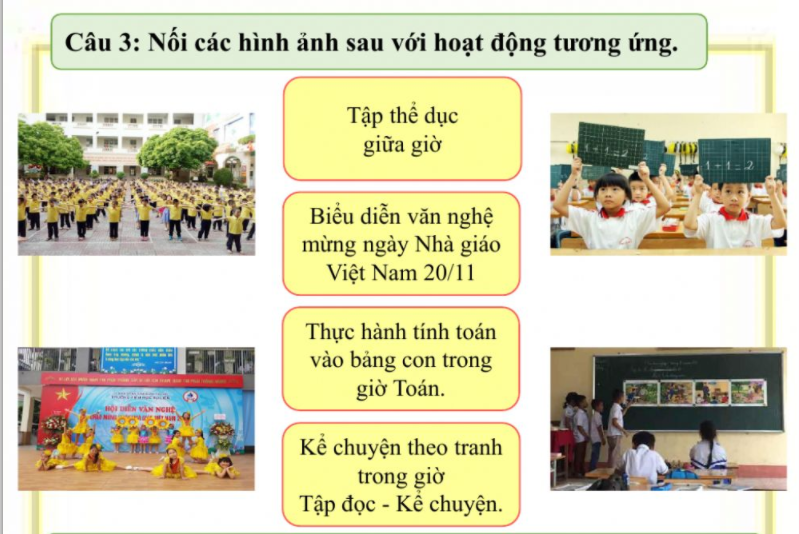 Câu 3: Nối các hình ảnh sau với hoạt động tương ứng.
Tập thể dục
giữa giờ
1 + 1 = 2
1 + 1 = 2
Biểu diễn văn nghệ
mừng ngày Nhà giáo
Việt Nam 20/11
Thực hành tính toán
vào bảng con trong
giờ Toán.
HỘI DIỄN VĂN NGHỆ
Kể chuyện theo tranh
trong giờ
Tập đọc - Kể chuyện.